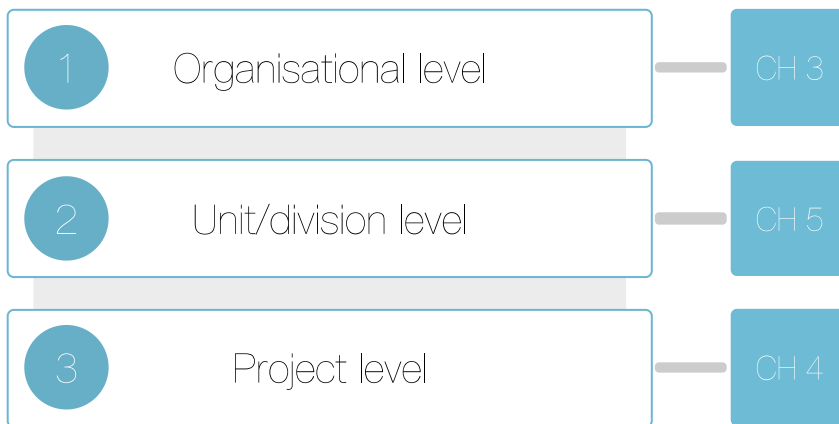 1 Organisational level CH 3
2 Unit/division level CH 5
3 Project level CH 4